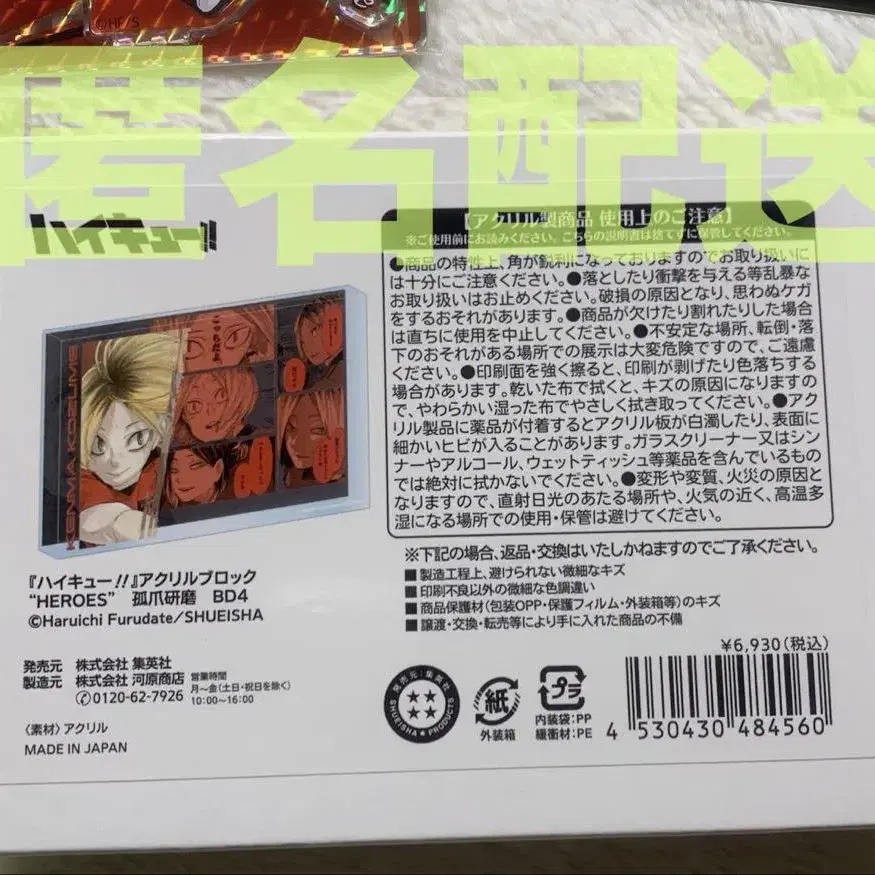 ©HF/S
匿名配送
ハイキュー!!
【アクリル製商品 使用上のご注意】
※ご使用前にお読みください。こちらの説明書は捨てずに保管してください。
●商品の特性上、角が鋭利になっておりますのでお取り扱いに
は十分にご注意ください。●落としたり衝撃を与える等乱暴な
お取り扱いはお止めください。破損の原因となり、思わぬケガ
をするおそれがあります。●商品が欠けたり割れたりした場合
は直ちに使用を中止してください。●不安定な場所、転倒・落
下のおそれがある場所での展示は大変危険ですので、ご遠慮
ください。●印刷面を強く擦ると、印刷が剥げたり色落ちする
場合があります。乾いた布で拭くと、キズの原因になりますの
で、やわらかい湿った布でやさしく拭き取ってください。●アク
リル製品に薬品が付着するとアクリル板が白濁したり、表面に
細かいヒビが入ることがあります。ガラスクリーナー又はシン
ナーやアルコール、ウェットティッシュ等薬品を含んでいるもの
では絶対に拭かないでください。●変形や変質、火災の原因と
なりますので、直射日光のあたる場所や、火気の近く、高温多
湿になる場所での使用・保管は避けてください。
KENMA KOZUME
こっちだよ
『ハイキュー!!』アクリルブロック
“HEROES” 孤爪研磨 BD4
©Haruichi Furudate/SHUEISHA
※下記の場合、返品・交換はいたしかねますのでご了承ください。
■製造工程上、避けられない微細なキズ
■印刷不良以外の微細な色調違い
■商品保護材(包装OPP・保護フィルム・外装箱等)のキズ
■譲渡・交換・転売等により手に入れた商品の不備
発売元 株式会社 集英社
製造元 株式会社 河原商店
0120-62-7926
営業時間
月〜金(土日・祝日を除く)
10:00〜16:00
〈素材〉アクリル
MADE IN JAPAN
発売元:集英社
SHUEISHA PRODUCTS
紙
外装箱
プラ
内装袋:PP
緩衝材:PE
¥6,930(税込)
4 530430 484560